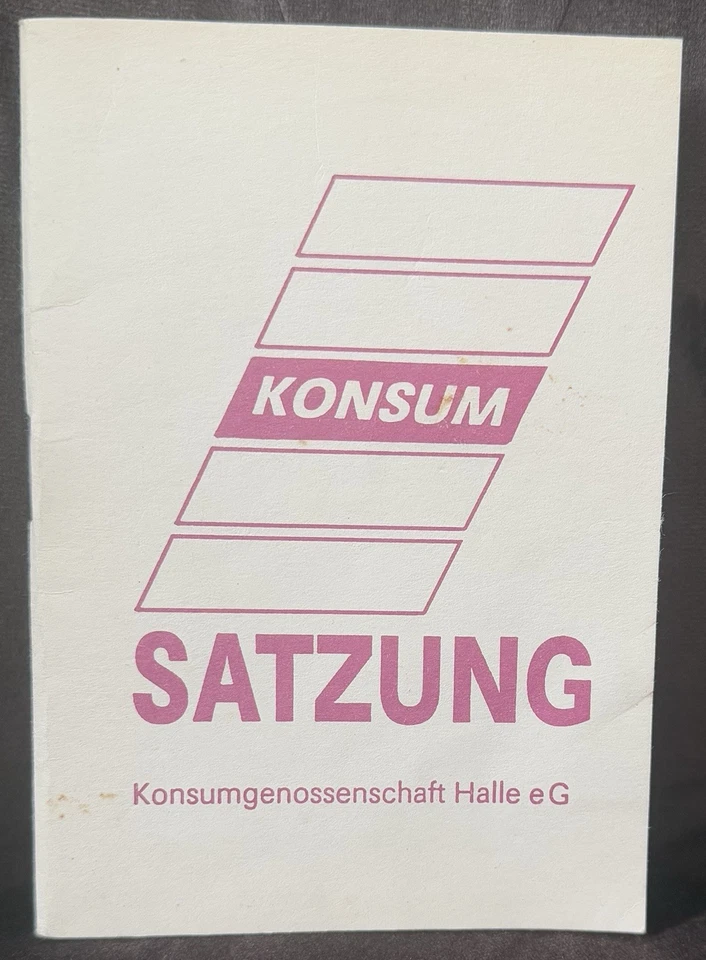 KONSUM
SATZUNG
Konsumgenossenschaft Halle eG